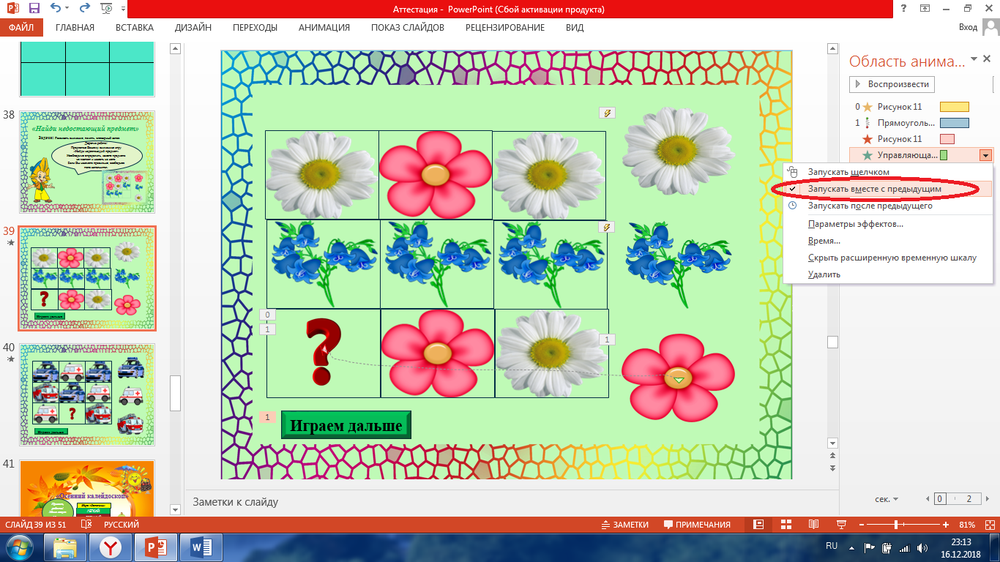 Аттестация - PowerPoint (Сбой активации продукта)
ФАЙЛ ГЛАВНАЯ ВСТАВКА ДИЗАЙН ПЕРЕХОДЫ АНИМАЦИЯ ПОКАЗ СЛАЙДОВ РЕЦЕНЗИРОВАНИЕ ВИД Вход
38
«Найди недостающий предмет»
39
?
Играем дальше
40
?
Играем дальше
41
«Осенний калейдоскоп»
0
1
1
?
1
Играем дальше
Заметки к слайду
Область анима...
Воспроизвести
0 Рисунок 11
1 Прямоуголь...
Рисунок 11
Управляюща...
Запускать щелчком
Запускать вместе с предыдущим
Запускать после предыдущего
Параметры эффектов...
Время...
Скрыть расширенную временную шкалу
Удалить
сек. 0 2
СЛАЙД 39 ИЗ 51 РУССКИЙ ЗАМЕТКИ ПРИМЕЧАНИЯ 81%
RU
23:13
16.12.2018